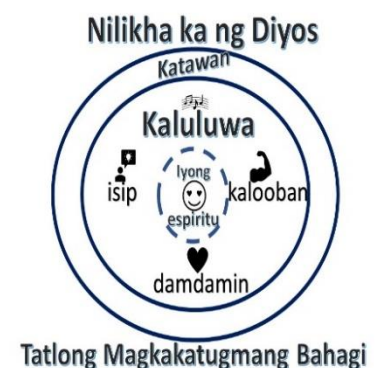 Nilikha ka ng Diyos
Katawan
Kaluluwa
Iyong
isip
kalooban
espiritu
damdamin
Tatlong Magkakatugmang Bahagi